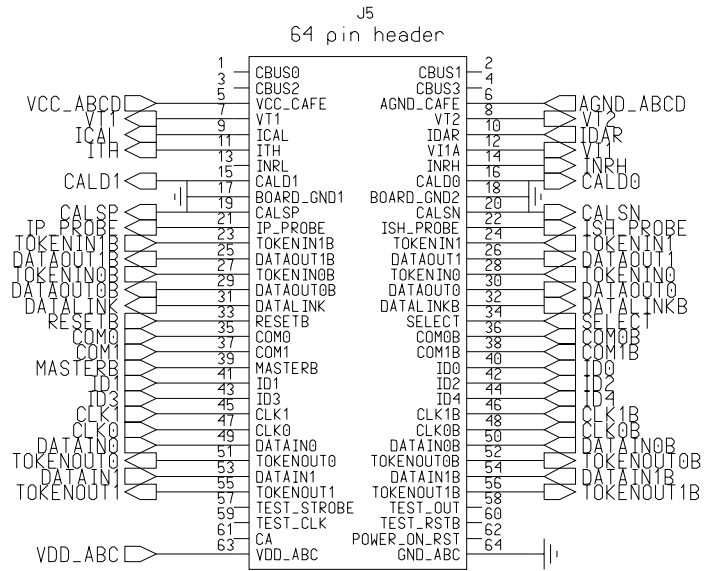 J5
64 pin header
1 CBUS0 CBUS1 2
3 CBUS2 CBUS3 4
VCC_ABCD 5 VCC_CAFE AGND_CAFE 6 AGND_ABCD
VT1 7 VT1 VT2 8 VT2
ICAL 9 ICAL IDAR 10 IDAR
ITH 11 ITH VI1A 12 VI1
13 INRL INRH 14 INRH
CALD1 15 CALD1 CALD0 16 CALD0
17 BOARD_GND1 BOARD_GND2 18
CALSP 19 CALSP CALSN 20 CALSN
IP_PROBE 21 IP_PROBE ISH_PROBE 22 ISH_PROBE
TOKENIN1B 23 TOKENIN1B TOKENIN1 24 TOKENIN1
DATAOUT1B 25 DATAOUT1B DATAOUT1 26 DATAOUT1
TOKENIN0B 27 TOKENIN0B TOKENIN0 28 TOKENIN0
DATAOUT0B 29 DATAOUT0B DATAOUT0 30 DATAOUT0
DATALINK 31 DATALINK DATALINKB 32 DATALINKB
RESETB 33 RESETB SELECT 34 SELECT
COM0 35 COM0 COM0B 36 COM0B
COM1 37 COM1 COM1B 38 COM1B
MASTERB 39 MASTERB ID0 40 ID0
ID1 41 ID1 ID2 42 ID2
ID3 43 ID3 ID4 44 ID4
CLK1 45 CLK1 CLK1B 46 CLK1B
CLK0 47 CLK0 CLK0B 48 CLK0B
DATAIN0 49 DATAIN0 DATAIN0B 50 DATAIN0B
TOKENOUT0 51 TOKENOUT0 TOKENOUT0B 52 TOKENOUT0B
DATAIN1 53 DATAIN1 DATAIN1B 54 DATAIN1B
TOKENOUT1 55 TOKENOUT1 TOKENOUT1B 56 TOKENOUT1B
57 TEST_STROBE TEST_OUT 58
59 TEST_CLK TEST_RSTB 60
61 CA POWER_ON_RST 62
VDD_ABC 63 VDD_ABC GND_ABC 64